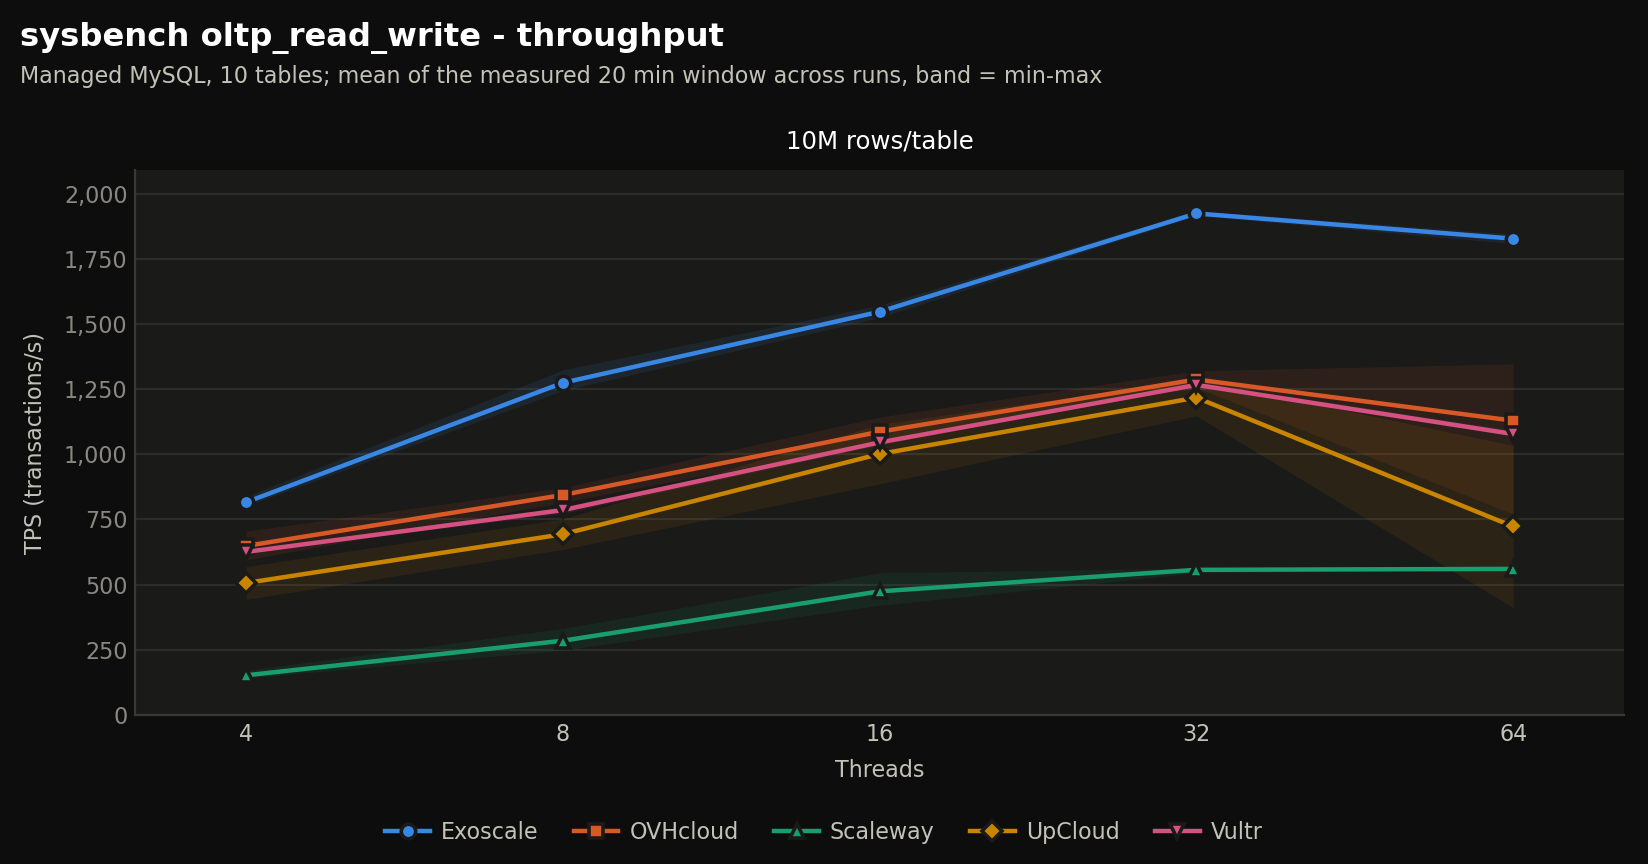 sysbench oltp_read_write - throughput
Managed MySQL, 10 tables; mean of the measured 20 min window across runs, band = min-max
10M rows/table
TPS (transactions/s)
2,000
1,750
1,500
1,250
1,000
750
500
250
0
4 8 16 32 64
Threads
Exoscale OVHcloud Scaleway UpCloud Vultr